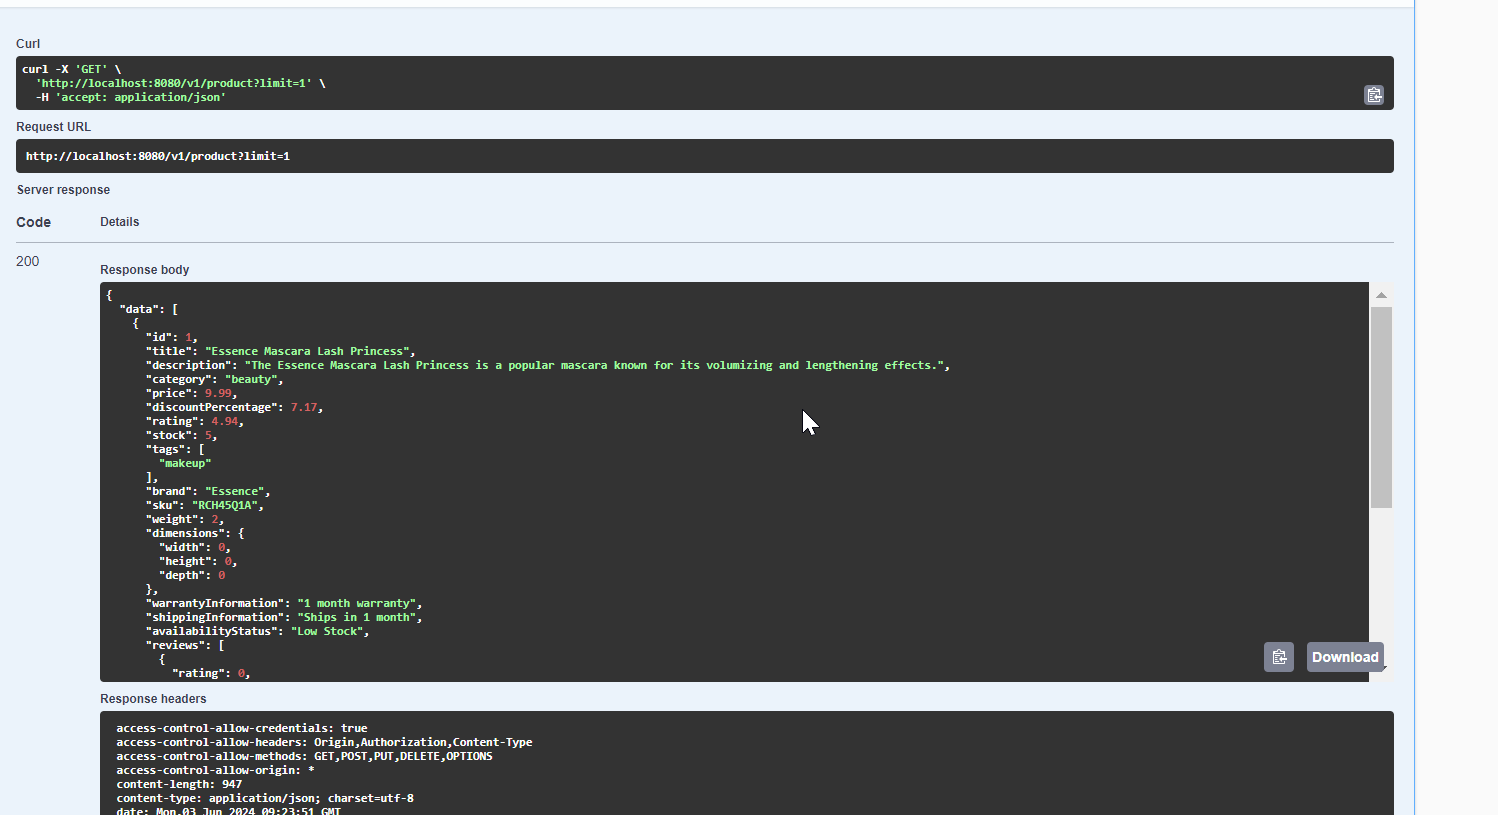 Curl
curl -X 'GET' \
  'http://localhost:8080/v1/product?limit=1' \
  -H 'accept: application/json'
Request URL
http://localhost:8080/v1/product?limit=1
Server response
Code Details
200
Response body
{
  "data": [
    {
      "id": 1,
      "title": "Essence Mascara Lash Princess",
      "description": "The Essence Mascara Lash Princess is a popular mascara known for its volumizing and lengthening effects.",
      "category": "beauty",
      "price": 9.99,
      "discountPercentage": 7.17,
      "rating": 4.94,
      "stock": 5,
      "tags": [
        "makeup"
      ],
      "brand": "Essence",
      "sku": "RCH45Q1A",
      "weight": 2,
      "dimensions": {
        "width": 0,
        "height": 0,
        "depth": 0
      },
      "warrantyInformation": "1 month warranty",
      "shippingInformation": "Ships in 1 month",
      "availabilityStatus": "Low Stock",
      "reviews": [
        {
          "rating": 0,
Download
Response headers
access-control-allow-credentials: true
access-control-allow-headers: Origin,Authorization,Content-Type
access-control-allow-methods: GET,POST,PUT,DELETE,OPTIONS
access-control-allow-origin: *
content-length: 947
content-type: application/json; charset=utf-8
date: Mon,03 Jun 2024 09:23:51 GMT